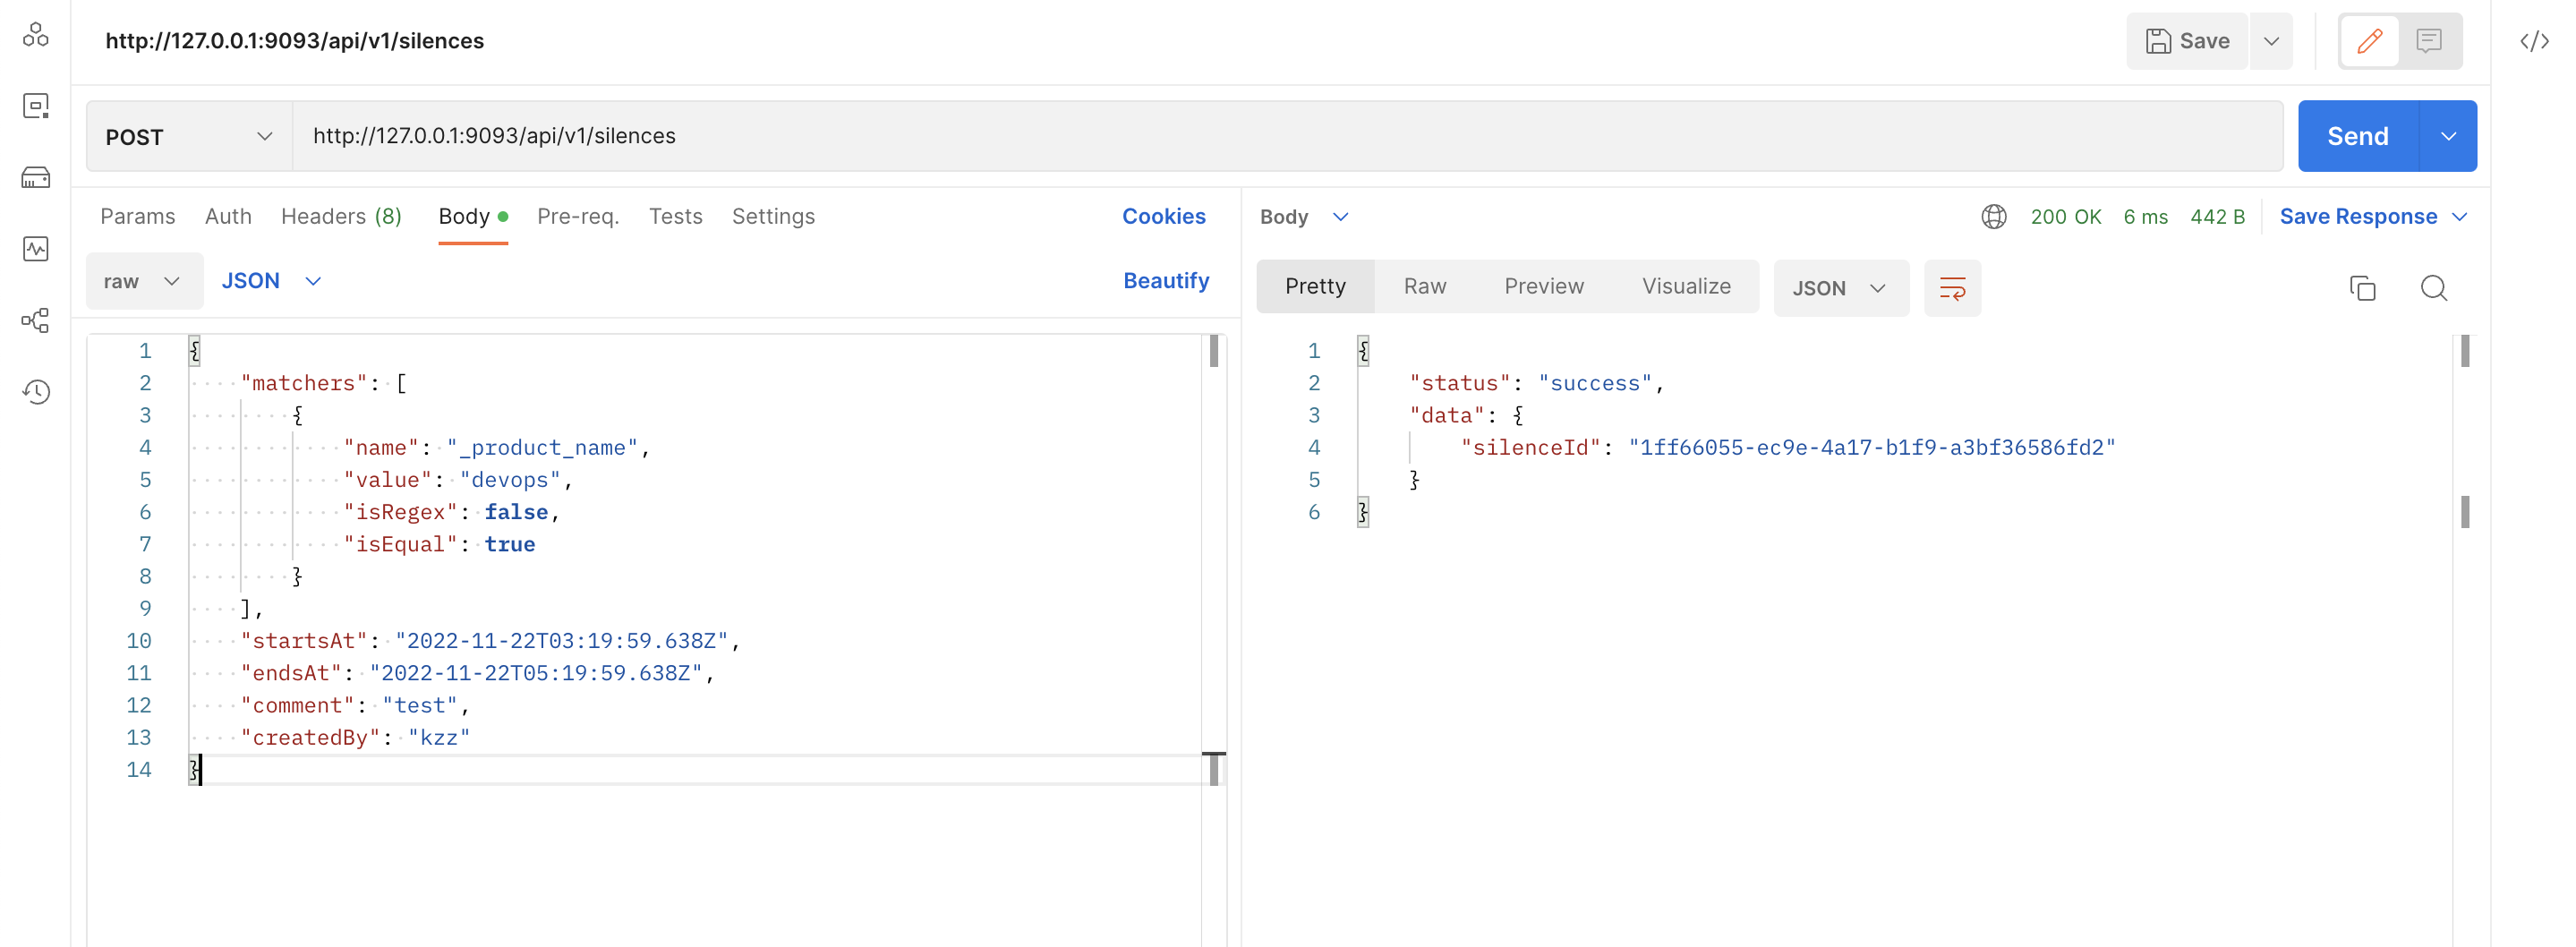 http://127.0.0.1:9093/api/v1/silences
Save
POST
http://127.0.0.1:9093/api/v1/silences
Send
Params Auth Headers (8) Body Pre-req. Tests Settings Cookies
raw JSON Beautify
1 {
2 "matchers": [
3 {
4 "name": "_product_name",
5 "value": "devops",
6 "isRegex": false,
7 "isEqual": true
8 }
9 ],
10 "startsAt": "2022-11-22T03:19:59.638Z",
11 "endsAt": "2022-11-22T05:19:59.638Z",
12 "comment": "test",
13 "createdBy": "kzz"
14 }
Body 200 OK 6 ms 442 B Save Response
Pretty Raw Preview Visualize JSON
1 {
2 "status": "success",
3 "data": {
4 "silenceId": "1ff66055-ec9e-4a17-b1f9-a3bf36586fd2"
5 }
6 }